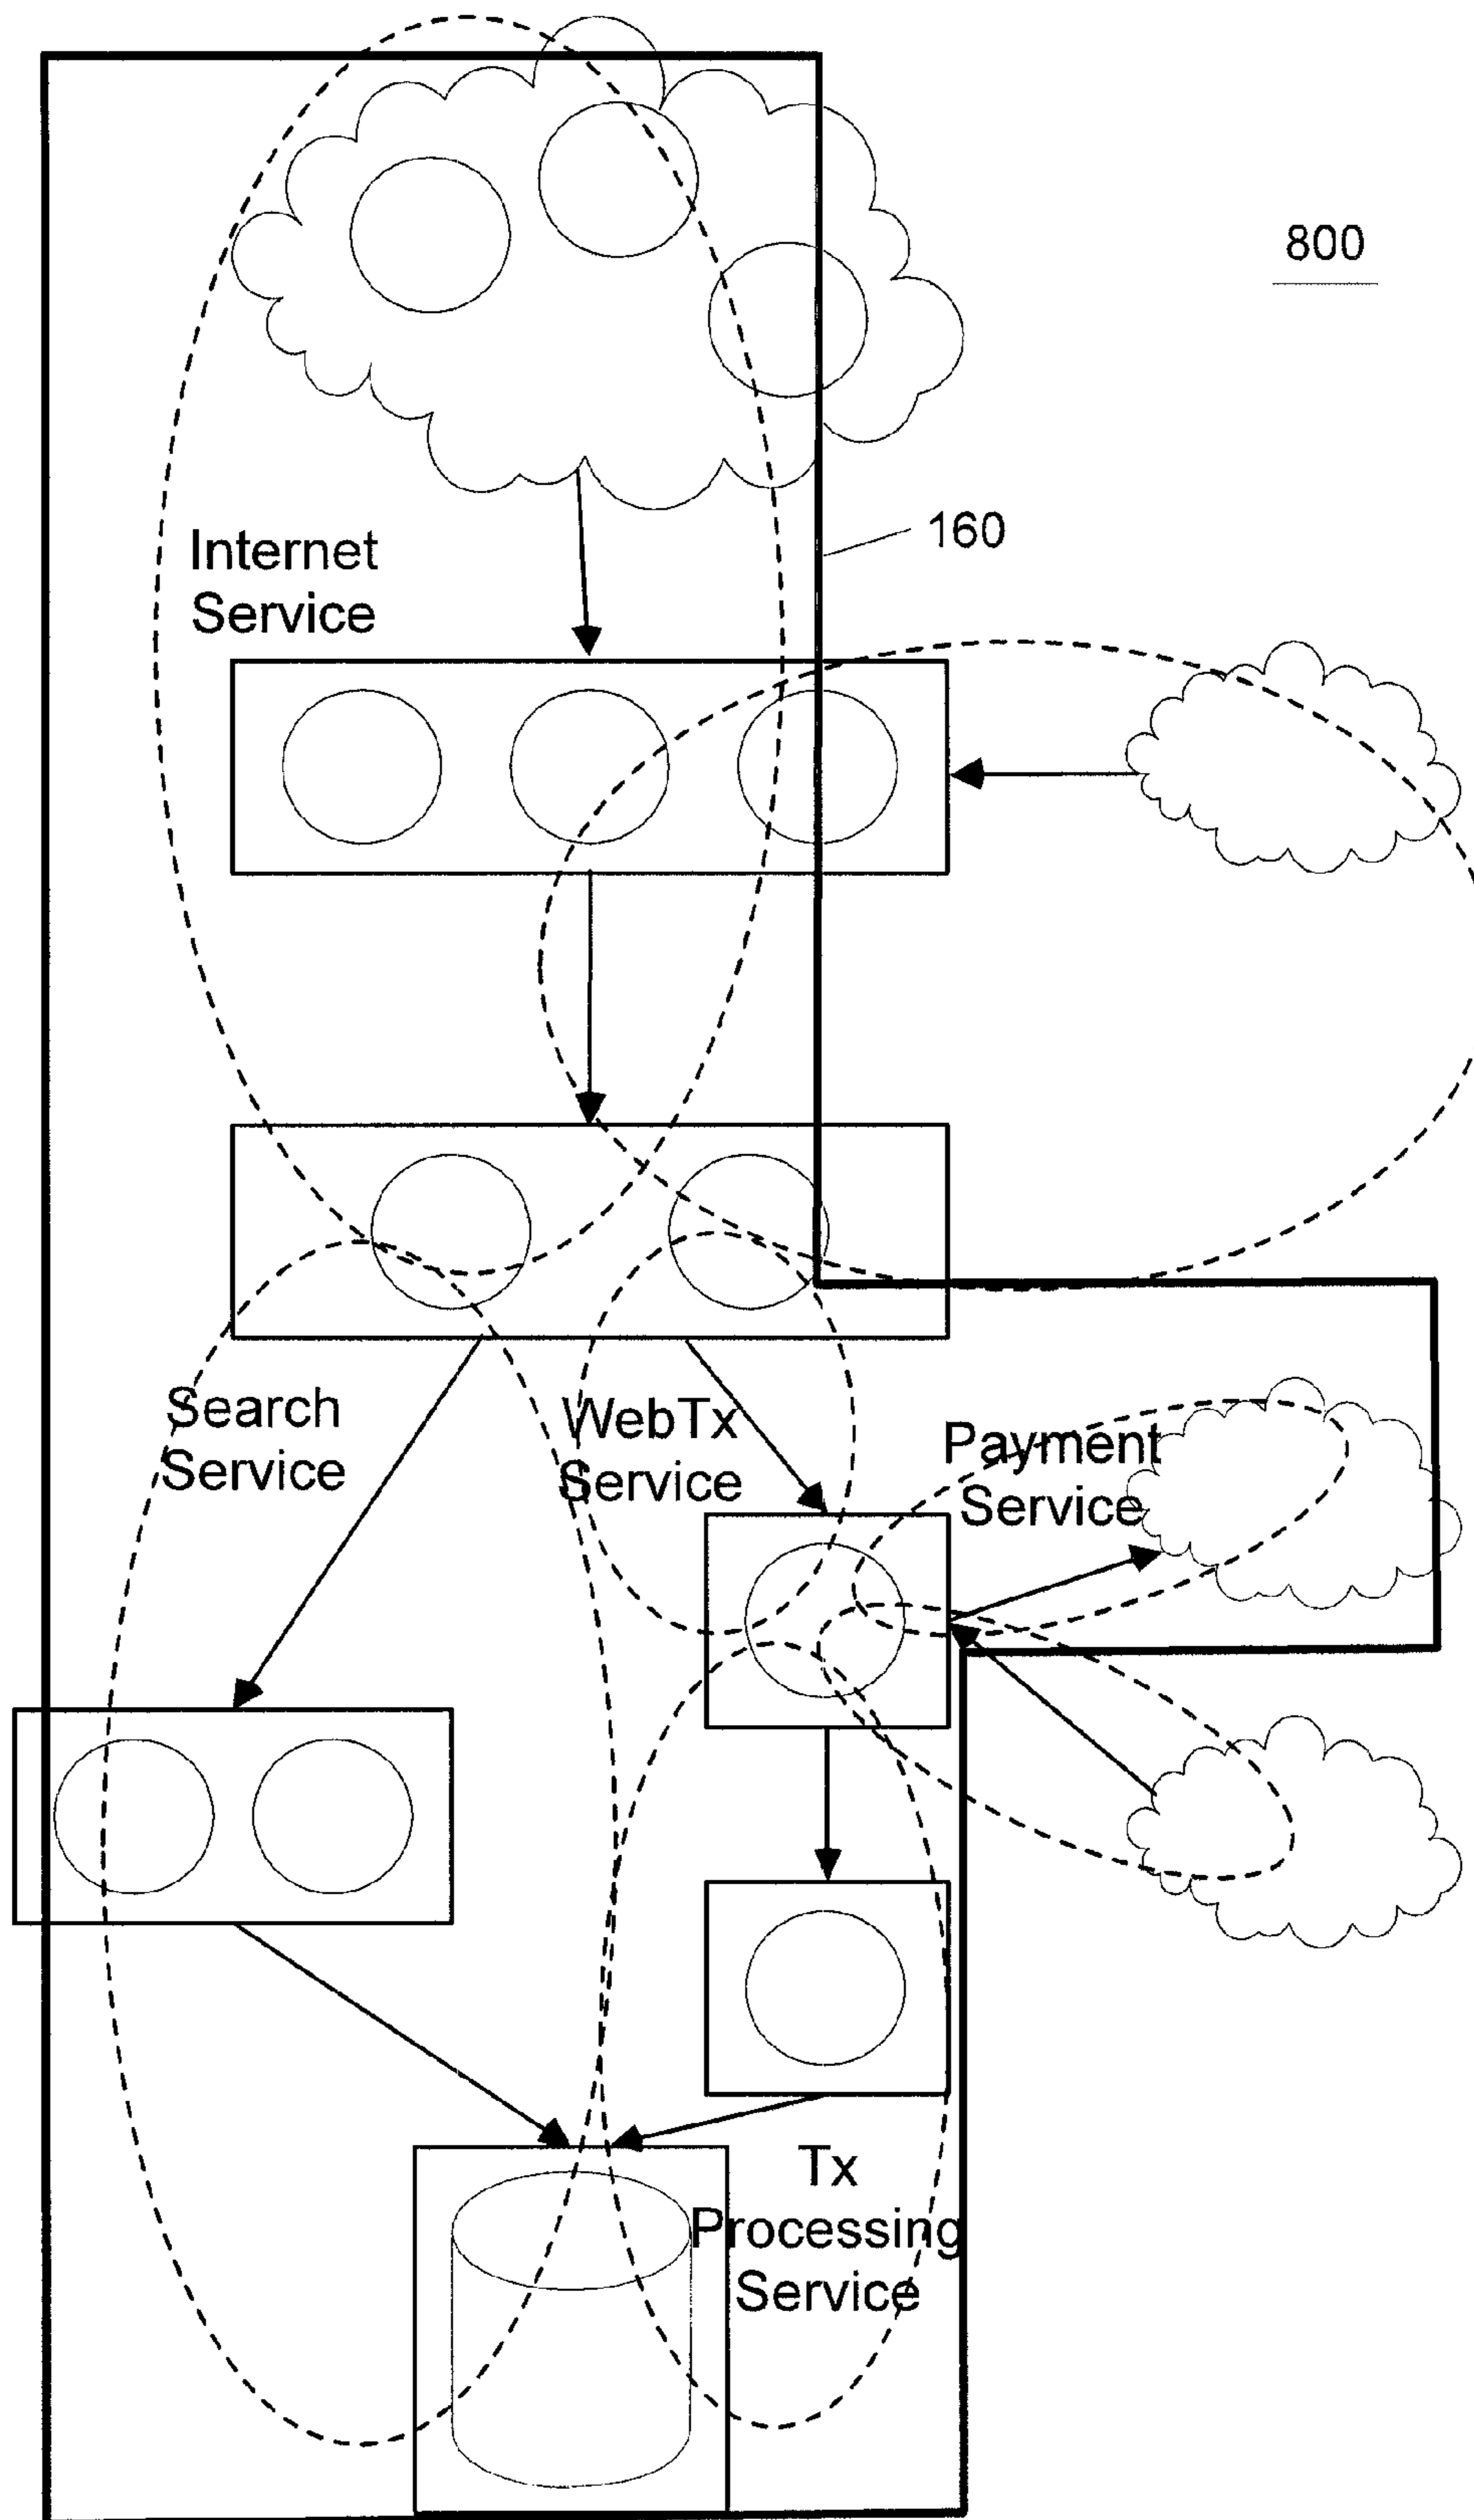 800
160
Internet
Service
Search
Service
WebTx
Service
Payment
Service
Tx
Processing
Service